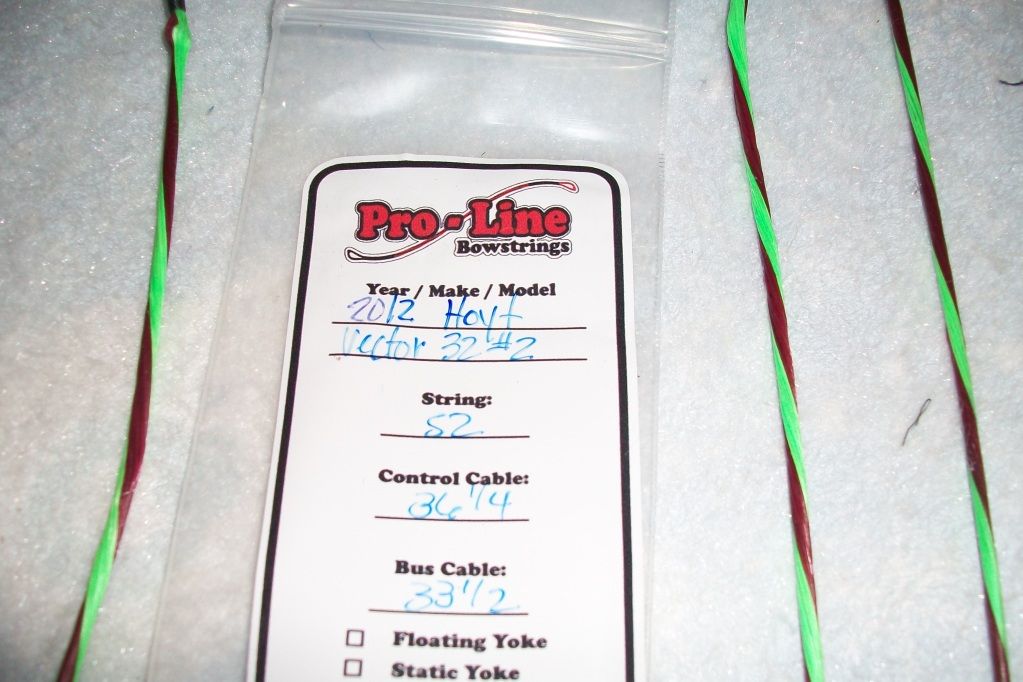 Pro-Line
Bowstrings
Year / Make / Model
2012 Hoyt
Vector 32 #2
String:
52
Control Cable:
36 1/4
Bus Cable:
33 1/2
☐ Floating Yoke
☐ Static Yoke